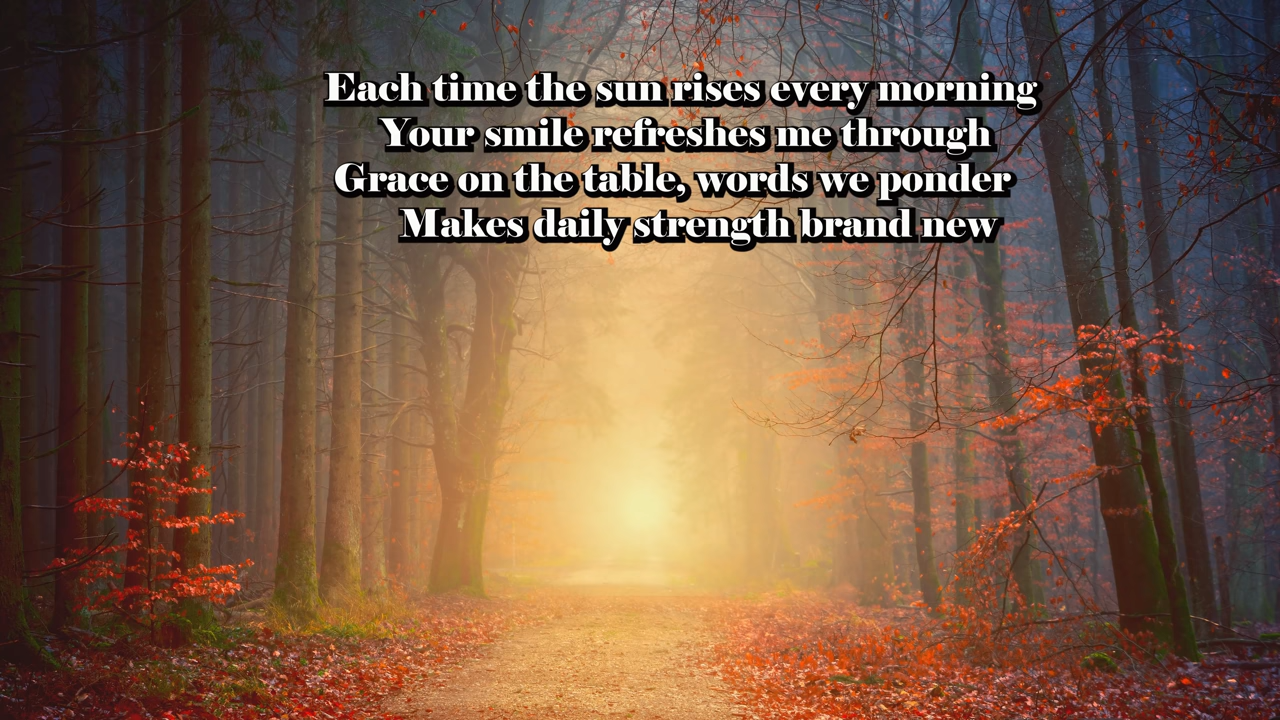 Each time the sun rises every morning
Your smile refreshes me through
Grace on the table, words we ponder
Makes daily strength brand new